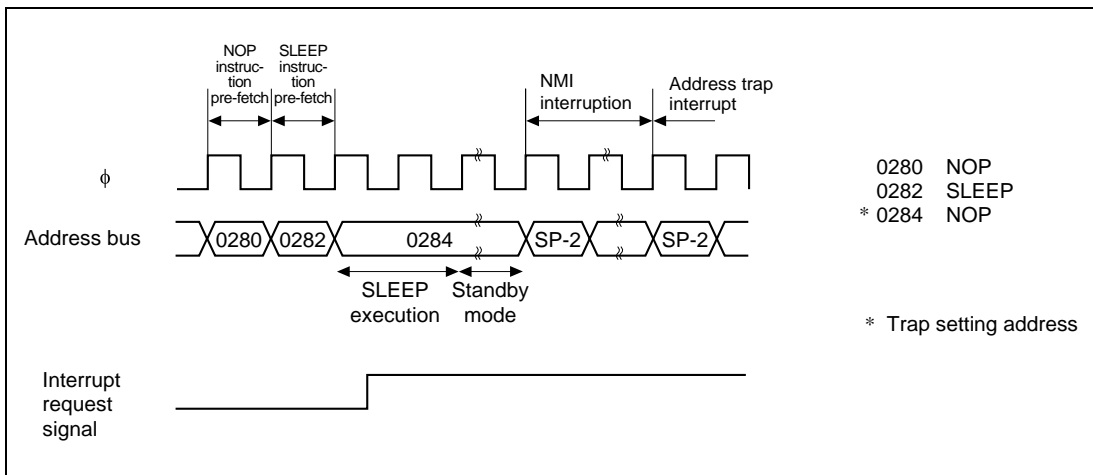 NOP
instruc-
tion
pre-fetch
SLEEP
instruc-
tion
pre-fetch
NMI
interruption
Address trap
interrupt
ϕ
0280 NOP
0282 SLEEP
* 0284 NOP
Address bus
0280
0282
0284
SP-2
SP-2
SLEEP
execution
Standby
mode
* Trap setting address
Interrupt
request
signal